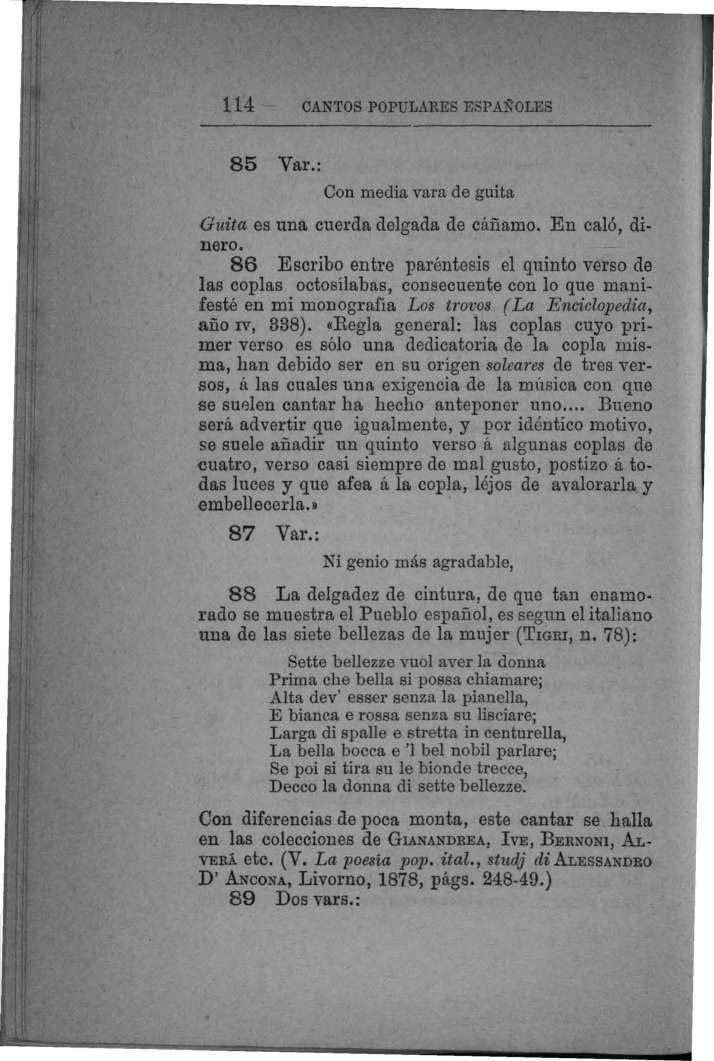 114 CANTOS POPULARES ESPAÑOLES
85 Var.:
Con media vara de guita
Guita es una cuerda delgada de cáñamo. En caló, di-
nero.
86 Escribo entre paréntesis el quinto verso de
las coplas octosílabas, consecuente con lo que mani-
festé en mi monografía Los trovos (La Enciclopedia,
año IV, 338). «Regla general: las coplas cuyo pri-
mer verso es sólo una dedicatoria de la copla mis-
ma, han debido ser en su orígen soleares de tres ver-
sos, á las cuales una exigencia de la música con que
se suelen cantar ha hecho anteponer uno.... Bueno
será advertir que igualmente, y por idéntico motivo,
se suele añadir un quinto verso á algunas coplas de
cuatro, verso casi siempre de mal gusto, postizo á to-
das luces y que afea á la copla, léjos de avalorarla y
embellecerla.»
87 Var.:
Ni genio más agradable,
88 La delgadez de cintura, de que tan enamo-
rado se muestra el Pueblo español, es segun el italiano
una de las siete bellezas de la mujer (TIGRI, n. 78):
Sette bellezze vuol aver la donna
Prima che bella si possa chiamare;
Alta dev' esser senza la pianella,
E bianca e rossa senza su lisciare;
Larga di spalle e stretta in centurella,
La bella bocca e 'l bel nobil parlare;
Se poi si tira su le bionde trecce,
Decco la donna di sette bellezze.
Con diferencias de poca monta, este cantar se halla
en las colecciones de GIANANDREA, IVE, BERNONI, AL-
VERÁ etc. (V. La poesia pop. ital., studj di ALESSANDRO
D' ANCONA, Livorno, 1878, págs. 248-49.)
89 Dos vars.: